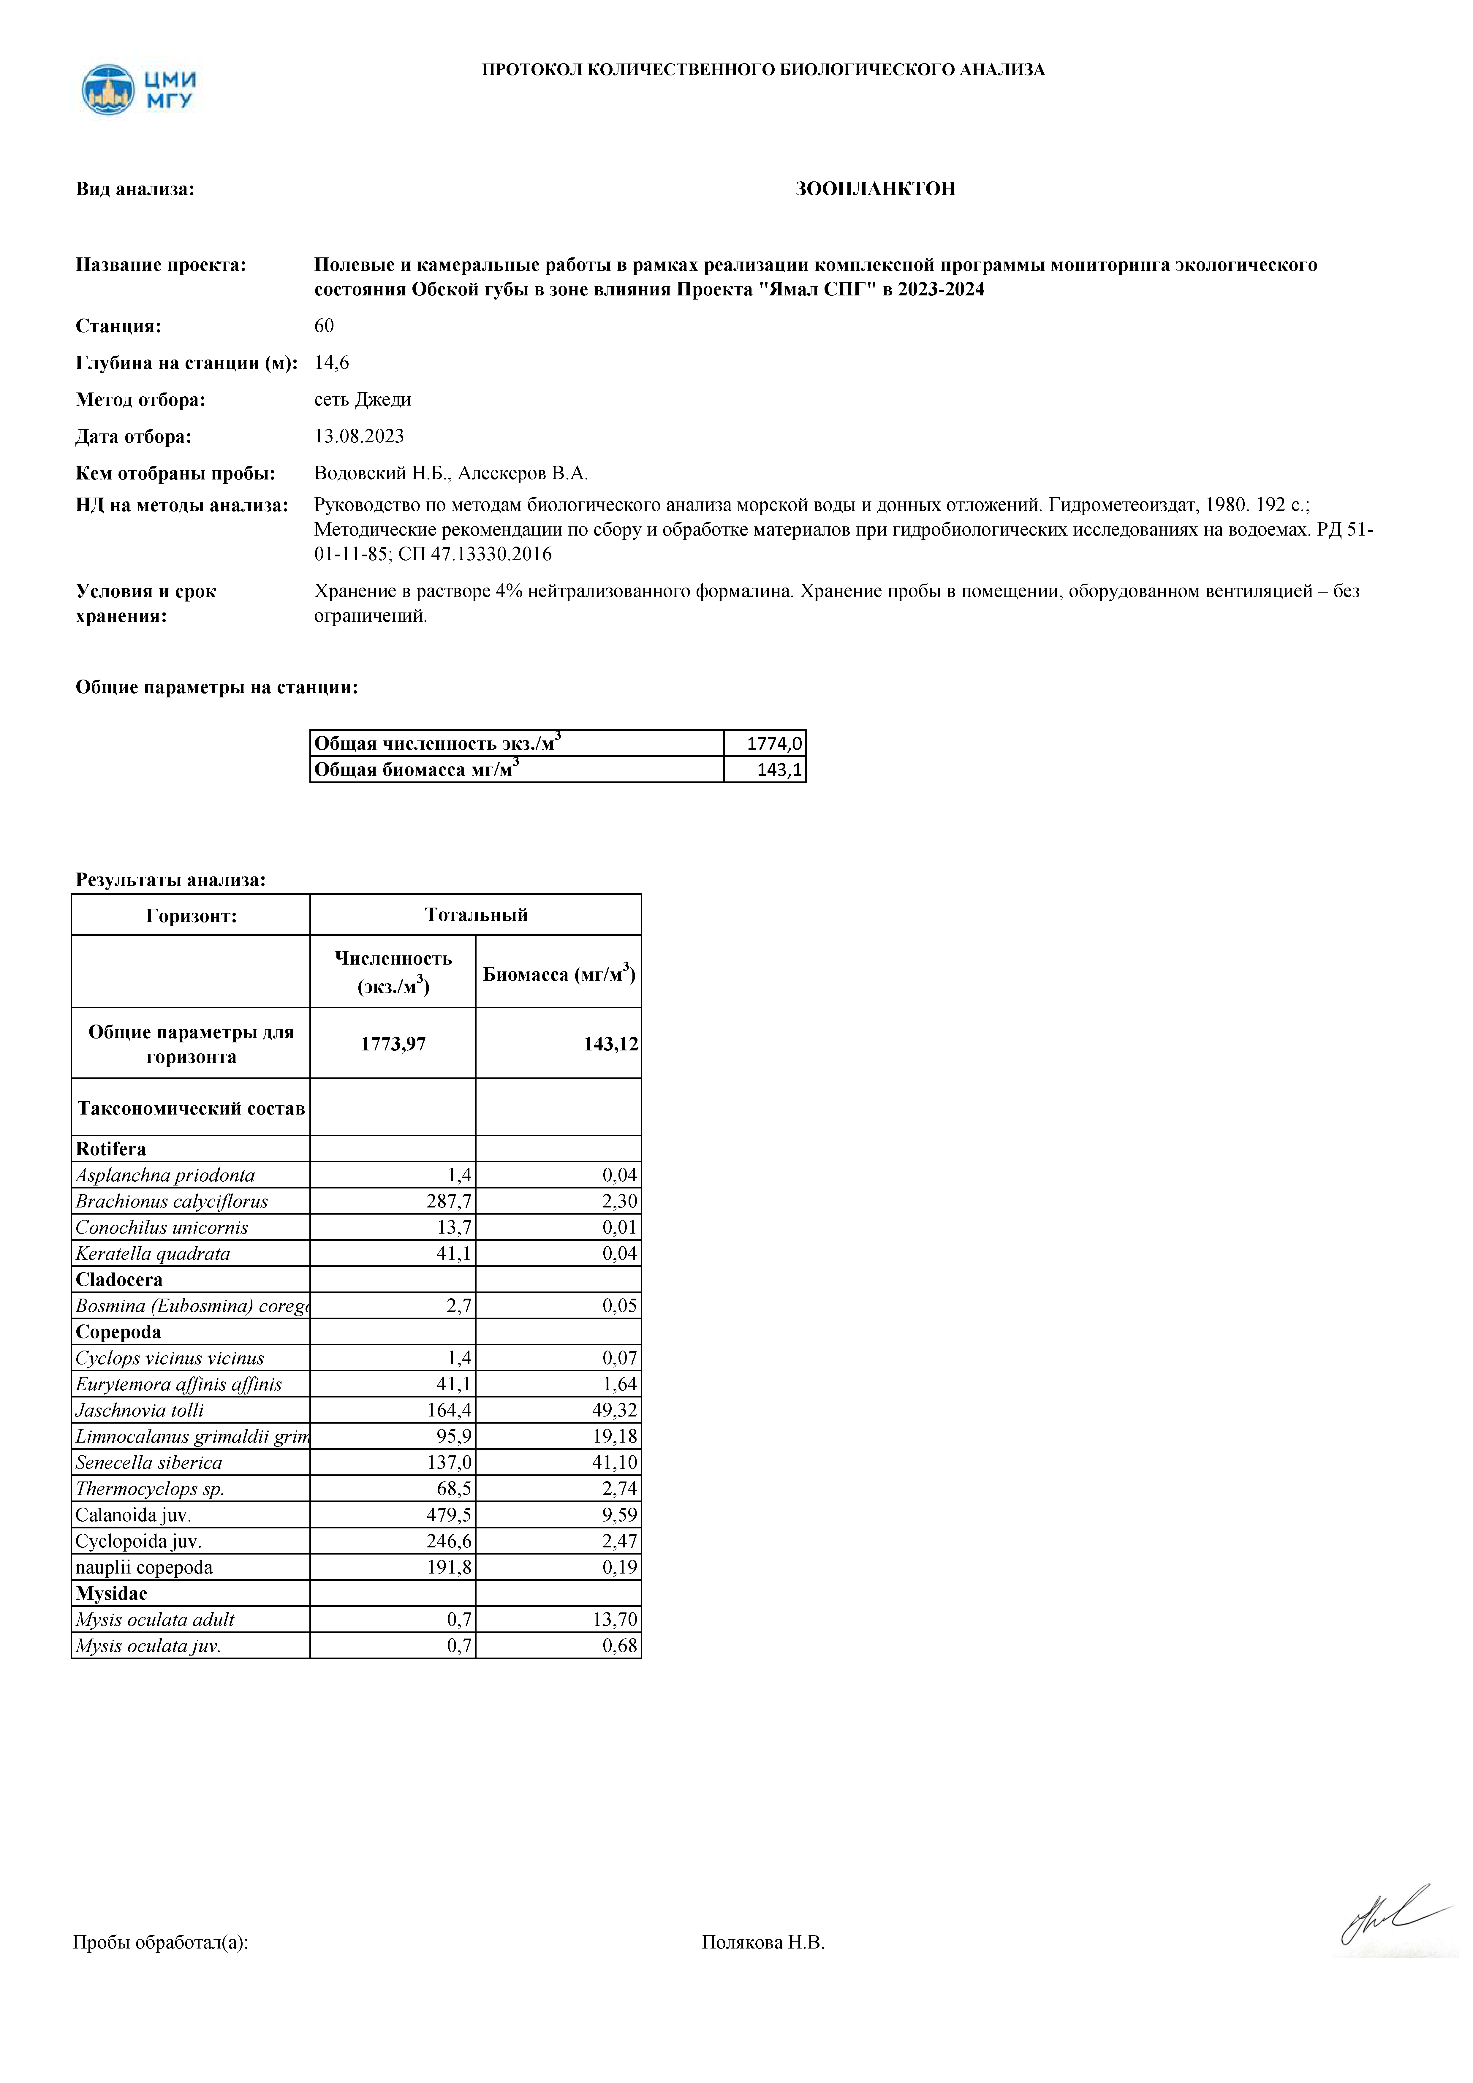 ЦМИ
МГУ
ПРОТОКОЛ КОЛИЧЕСТВЕННОГО БИОЛОГИЧЕСКОГО АНАЛИЗА
Вид анализа: ЗООПЛАНКТОН
Название проекта: Полевые и камеральные работы в рамках реализации комплексной программы мониторинга экологического
состояния Обской губы в зоне влияния Проекта "Ямал СПГ" в 2023-2024
Станция: 60
Глубина на станции (м): 14,6
Метод отбора: сеть Джеди
Дата отбора: 13.08.2023
Кем отобраны пробы: Водовский Н.Б., Алескеров В.А.
НД на методы анализа: Руководство по методам биологического анализа морской воды и донных отложений. Гидрометеоиздат, 1980. 192 с.;
Методические рекомендации по сбору и обработке материалов при гидробиологических исследованиях на водоемах. РД 51-
01-11-85; СП 47.13330.2016
Условия и срок Хранение в растворе 4% нейтрализованного формалина. Хранение пробы в помещении, оборудованном вентиляцией – без
хранения: ограничений.
Общие параметры на станции:
Общая численность экз./м3 1774,0
Общая биомасса мг/м3 143,1
Результаты анализа:
Горизонт: Тотальный
Численность
(экз./м3) Биомасса (мг/м3)
Общие параметры для
горизонта 1773,97 143,12
Таксономический состав
Rotifera
Asplanchna priodonta 1,4 0,04
Brachionus calyciflorus 287,7 2,30
Conochilus unicornis 13,7 0,01
Keratella quadrata 41,1 0,04
Cladocera
Bosmina (Eubosmina) corego 2,7 0,05
Copepoda
Cyclops vicinus vicinus 1,4 0,07
Eurytemora affinis affinis 41,1 1,64
Jaschnovia tolli 164,4 49,32
Limnocalanus grimaldii grim 95,9 19,18
Senecella siberica 137,0 41,10
Thermocyclops sp. 68,5 2,74
Calanoida juv. 479,5 9,59
Cyclopoida juv. 246,6 2,47
nauplii copepoda 191,8 0,19
Mysidae
Mysis oculata adult 0,7 13,70
Mysis oculata juv. 0,7 0,68
Пробы обработал(а): Полякова Н.В.